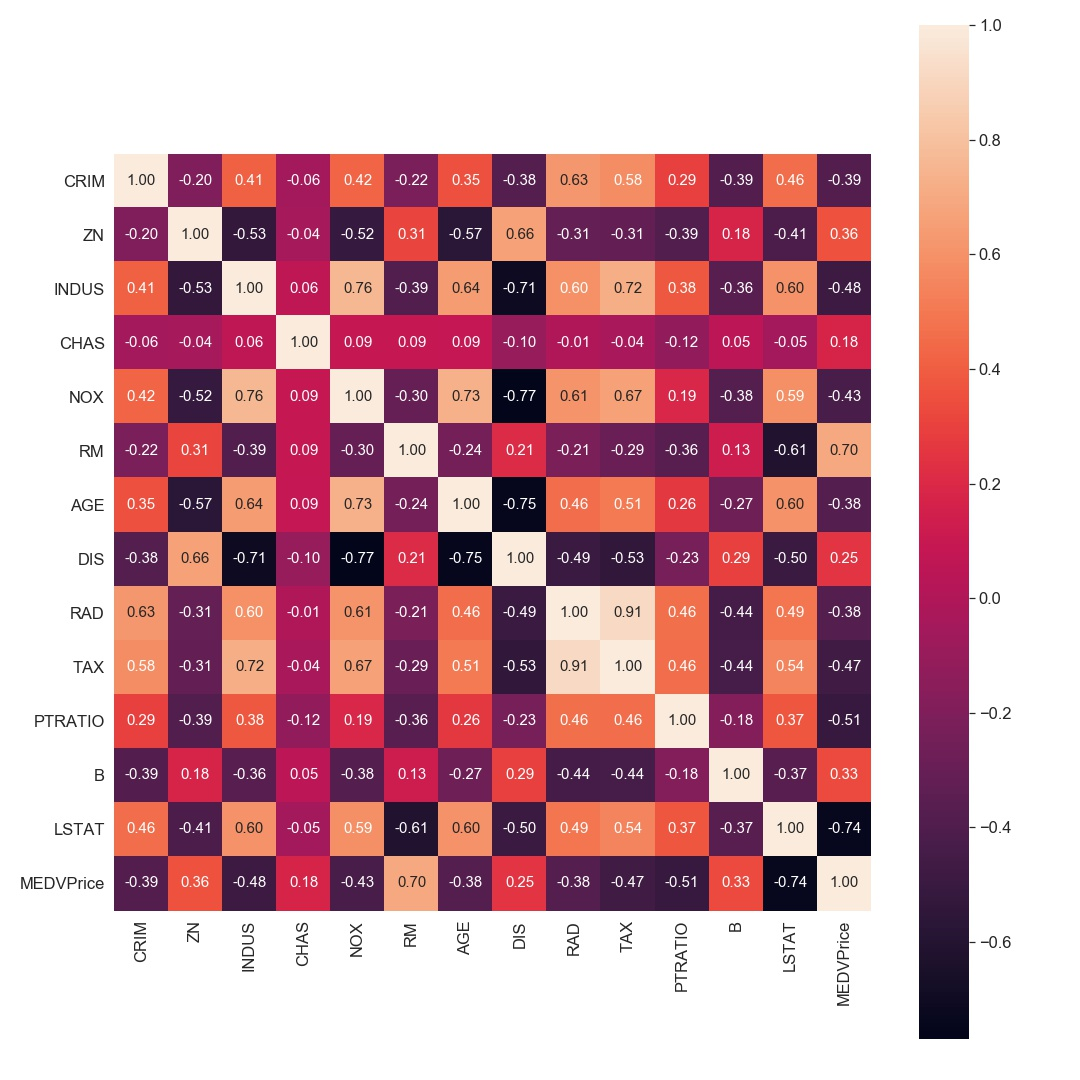 1.0
0.8
CRIM 1.00 -0.20 0.41 -0.06 0.42 -0.22 0.35 -0.38 0.63 0.58 0.29 -0.39 0.46 -0.39
ZN -0.20 1.00 -0.53 -0.04 -0.52 0.31 -0.57 0.66 -0.31 -0.31 -0.39 0.18 -0.41 0.36
0.6
INDUS 0.41 -0.53 1.00 0.06 0.76 -0.39 0.64 -0.71 0.60 0.72 0.38 -0.36 0.60 -0.48
CHAS -0.06 -0.04 0.06 1.00 0.09 0.09 0.09 -0.10 -0.01 -0.04 -0.12 0.05 -0.05 0.18
0.4
NOX 0.42 -0.52 0.76 0.09 1.00 -0.30 0.73 -0.77 0.61 0.67 0.19 -0.38 0.59 -0.43
RM -0.22 0.31 -0.39 0.09 -0.30 1.00 -0.24 0.21 -0.21 -0.29 -0.36 0.13 -0.61 0.70
0.2
AGE 0.35 -0.57 0.64 0.09 0.73 -0.24 1.00 -0.75 0.46 0.51 0.26 -0.27 0.60 -0.38
DIS -0.38 0.66 -0.71 -0.10 -0.77 0.21 -0.75 1.00 -0.49 -0.53 -0.23 0.29 -0.50 0.25
0.0
RAD 0.63 -0.31 0.60 -0.01 0.61 -0.21 0.46 -0.49 1.00 0.91 0.46 -0.44 0.49 -0.38
TAX 0.58 -0.31 0.72 -0.04 0.67 -0.29 0.51 -0.53 0.91 1.00 0.46 -0.44 0.54 -0.47
−0.2
PTRATIO 0.29 -0.39 0.38 -0.12 0.19 -0.36 0.26 -0.23 0.46 0.46 1.00 -0.18 0.37 -0.51
B -0.39 0.18 -0.36 0.05 -0.38 0.13 -0.27 0.29 -0.44 -0.44 -0.18 1.00 -0.37 0.33
−0.4
LSTAT 0.46 -0.41 0.60 -0.05 0.59 -0.61 0.60 -0.50 0.49 0.54 0.37 -0.37 1.00 -0.74
MEDVPrice -0.39 0.36 -0.48 0.18 -0.43 0.70 -0.38 0.25 -0.38 -0.47 -0.51 0.33 -0.74 1.00
−0.6
CRIM ZN INDUS CHAS NOX RM AGE DIS RAD TAX PTRATIO B LSTAT MEDVPrice